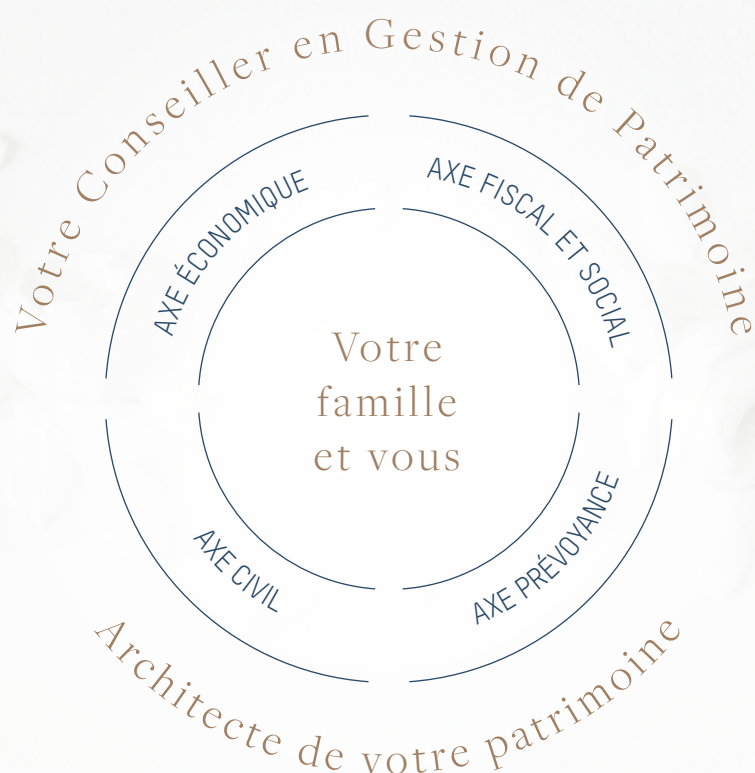 Votre Conseiller en Gestion de Patrimoine
AXE ÉCONOMIQUE
AXE FISCAL ET SOCIAL
Votre
famille
et vous
AXE CIVIL
AXE PRÉVOYANCE
Architecte de votre patrimoine